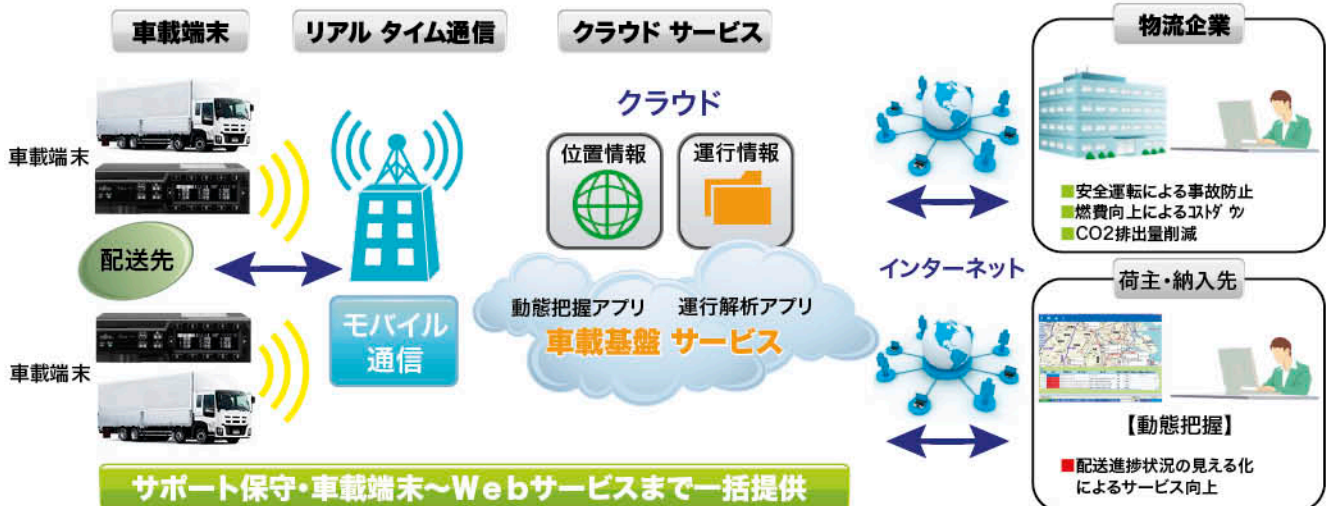 車載端末
リアル タイム通信
クラウド サービス
物流企業
クラウド
車載端末
位置情報
運行情報
■安全運転による事故防止
■燃費向上によるｺｽﾄﾀﾞｳﾝ
■CO2排出量削減
配送先
インターネット
荷主・納入先
動態把握アプリ
運行解析アプリ
車載基盤 サービス
モバイル
通信
車載端末
【動態把握】
■配送進捗状況の見える化
によるサービス向上
サポート保守・車載端末～Webサービスまで一括提供